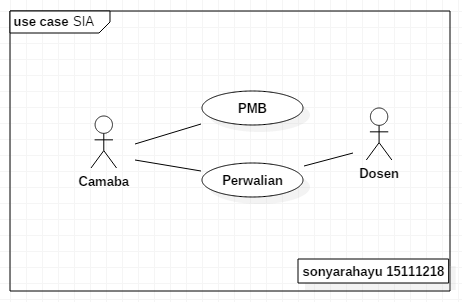 use case SIA
PMB
Camaba
Perwalian
Dosen
sonyarahayu 15111218